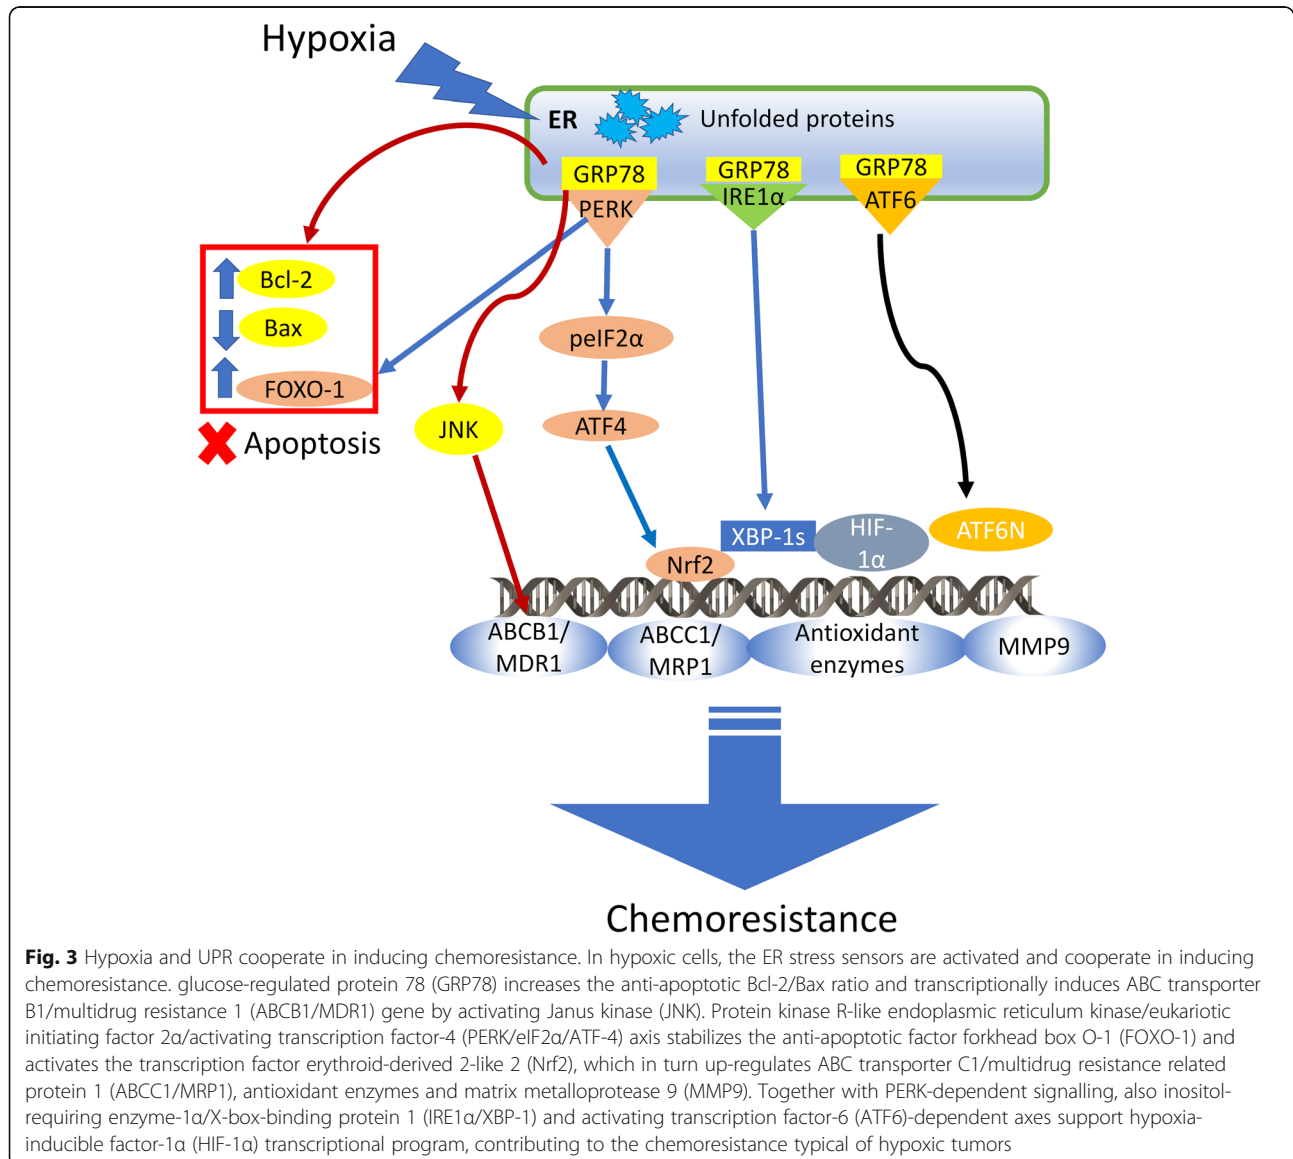 Hypoxia
ER
Unfolded proteins
GRP78
GRP78
GRP78
PERK
IRE1α
ATF6
Bcl-2
Bax
FOXO-1
Apoptosis
peIF2α
JNK
ATF4
XBP-1s
HIF-
1α
ATF6N
Nrf2
ABCB1/
MDR1
ABCC1/
MRP1
Antioxidant
enzymes
MMP9
Chemoresistance
Fig. 3 Hypoxia and UPR cooperate in inducing chemoresistance. In hypoxic cells, the ER stress sensors are activated and cooperate in inducing
chemoresistance. glucose-regulated protein 78 (GRP78) increases the anti-apoptotic Bcl-2/Bax ratio and transcriptionally induces ABC transporter
B1/multidrug resistance 1 (ABCB1/MDR1) gene by activating Janus kinase (JNK). Protein kinase R-like endoplasmic reticulum kinase/eukariotic
initiating factor 2α/activating transcription factor-4 (PERK/eIF2α/ATF-4) axis stabilizes the anti-apoptotic factor forkhead box O-1 (FOXO-1) and
activates the transcription factor erythroid-derived 2-like 2 (Nrf2), which in turn up-regulates ABC transporter C1/multidrug resistance related
protein 1 (ABCC1/MRP1), antioxidant enzymes and matrix metalloprotease 9 (MMP9). Together with PERK-dependent signalling, also inositol-
requiring enzyme-1α/X-box-binding protein 1 (IRE1α/XBP-1) and activating transcription factor-6 (ATF6)-dependent axes support hypoxia-
inducible factor-1α (HIF-1α) transcriptional program, contributing to the chemoresistance typical of hypoxic tumors